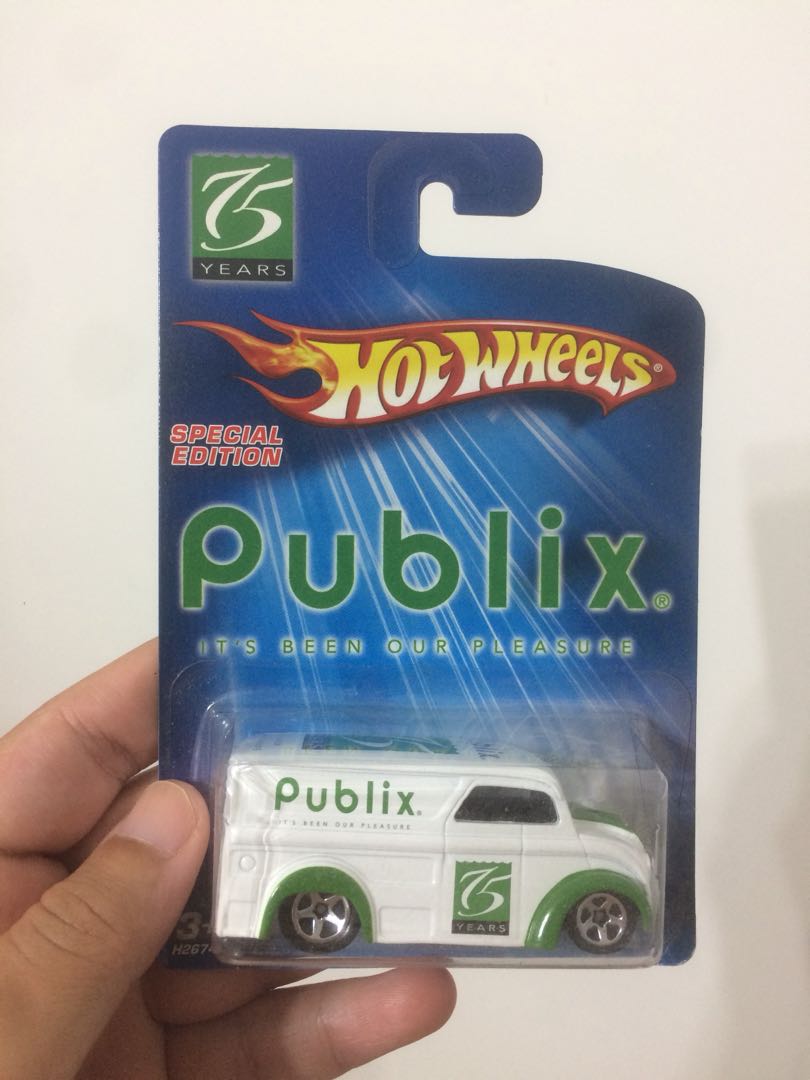 75
YEARS
HOT WHEELS®
SPECIAL
EDITION
Publix®
IT'S BEEN OUR PLEASURE
Publix®
IT'S BEEN OUR PLEASURE
75
YEARS
3+